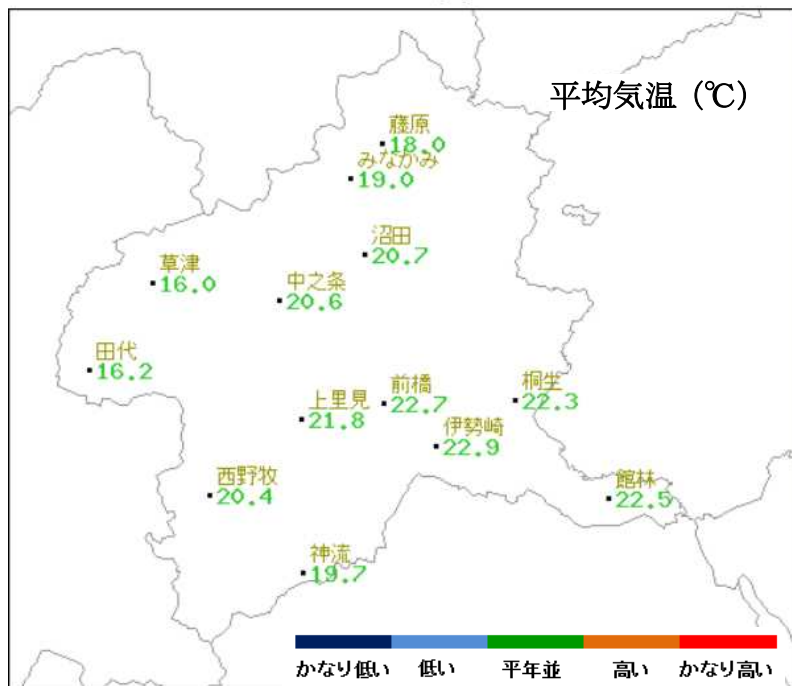 平均気温（℃）
藤原
18.0
みなかみ
19.0
沼田
20.7
草津
16.0
中之条
20.6
田代
16.2
前橋
22.7
桐生
22.3
上里見
21.8
伊勢崎
22.9
西野牧
20.4
館林
22.5
神流
19.7
かなり低い 低い 平年並 高い かなり高い